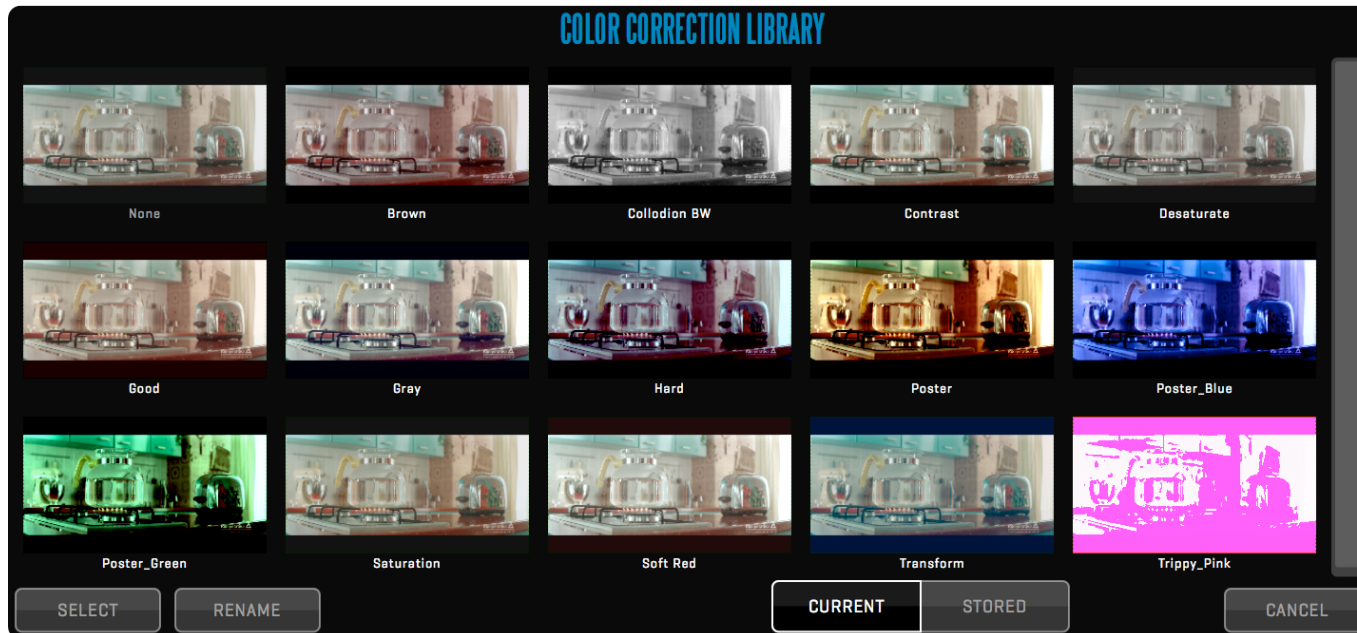 COLOR CORRECTION LIBRARY
None
Brown
Collodion BW
Contrast
Desaturate
Good
Gray
Hard
Poster
Poster_Blue
Poster_Green
Saturation
Soft Red
Transform
Trippy_Pink
SELECT
RENAME
CURRENT
STORED
CANCEL